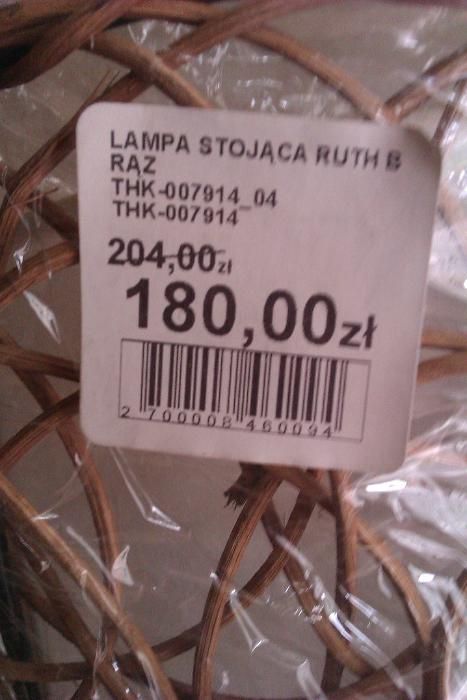 LAMPA STOJĄCA RUTH B
RĄZ
THK-007914_04
THK-007914
204,00zł
180,00zł
2 700008 460094